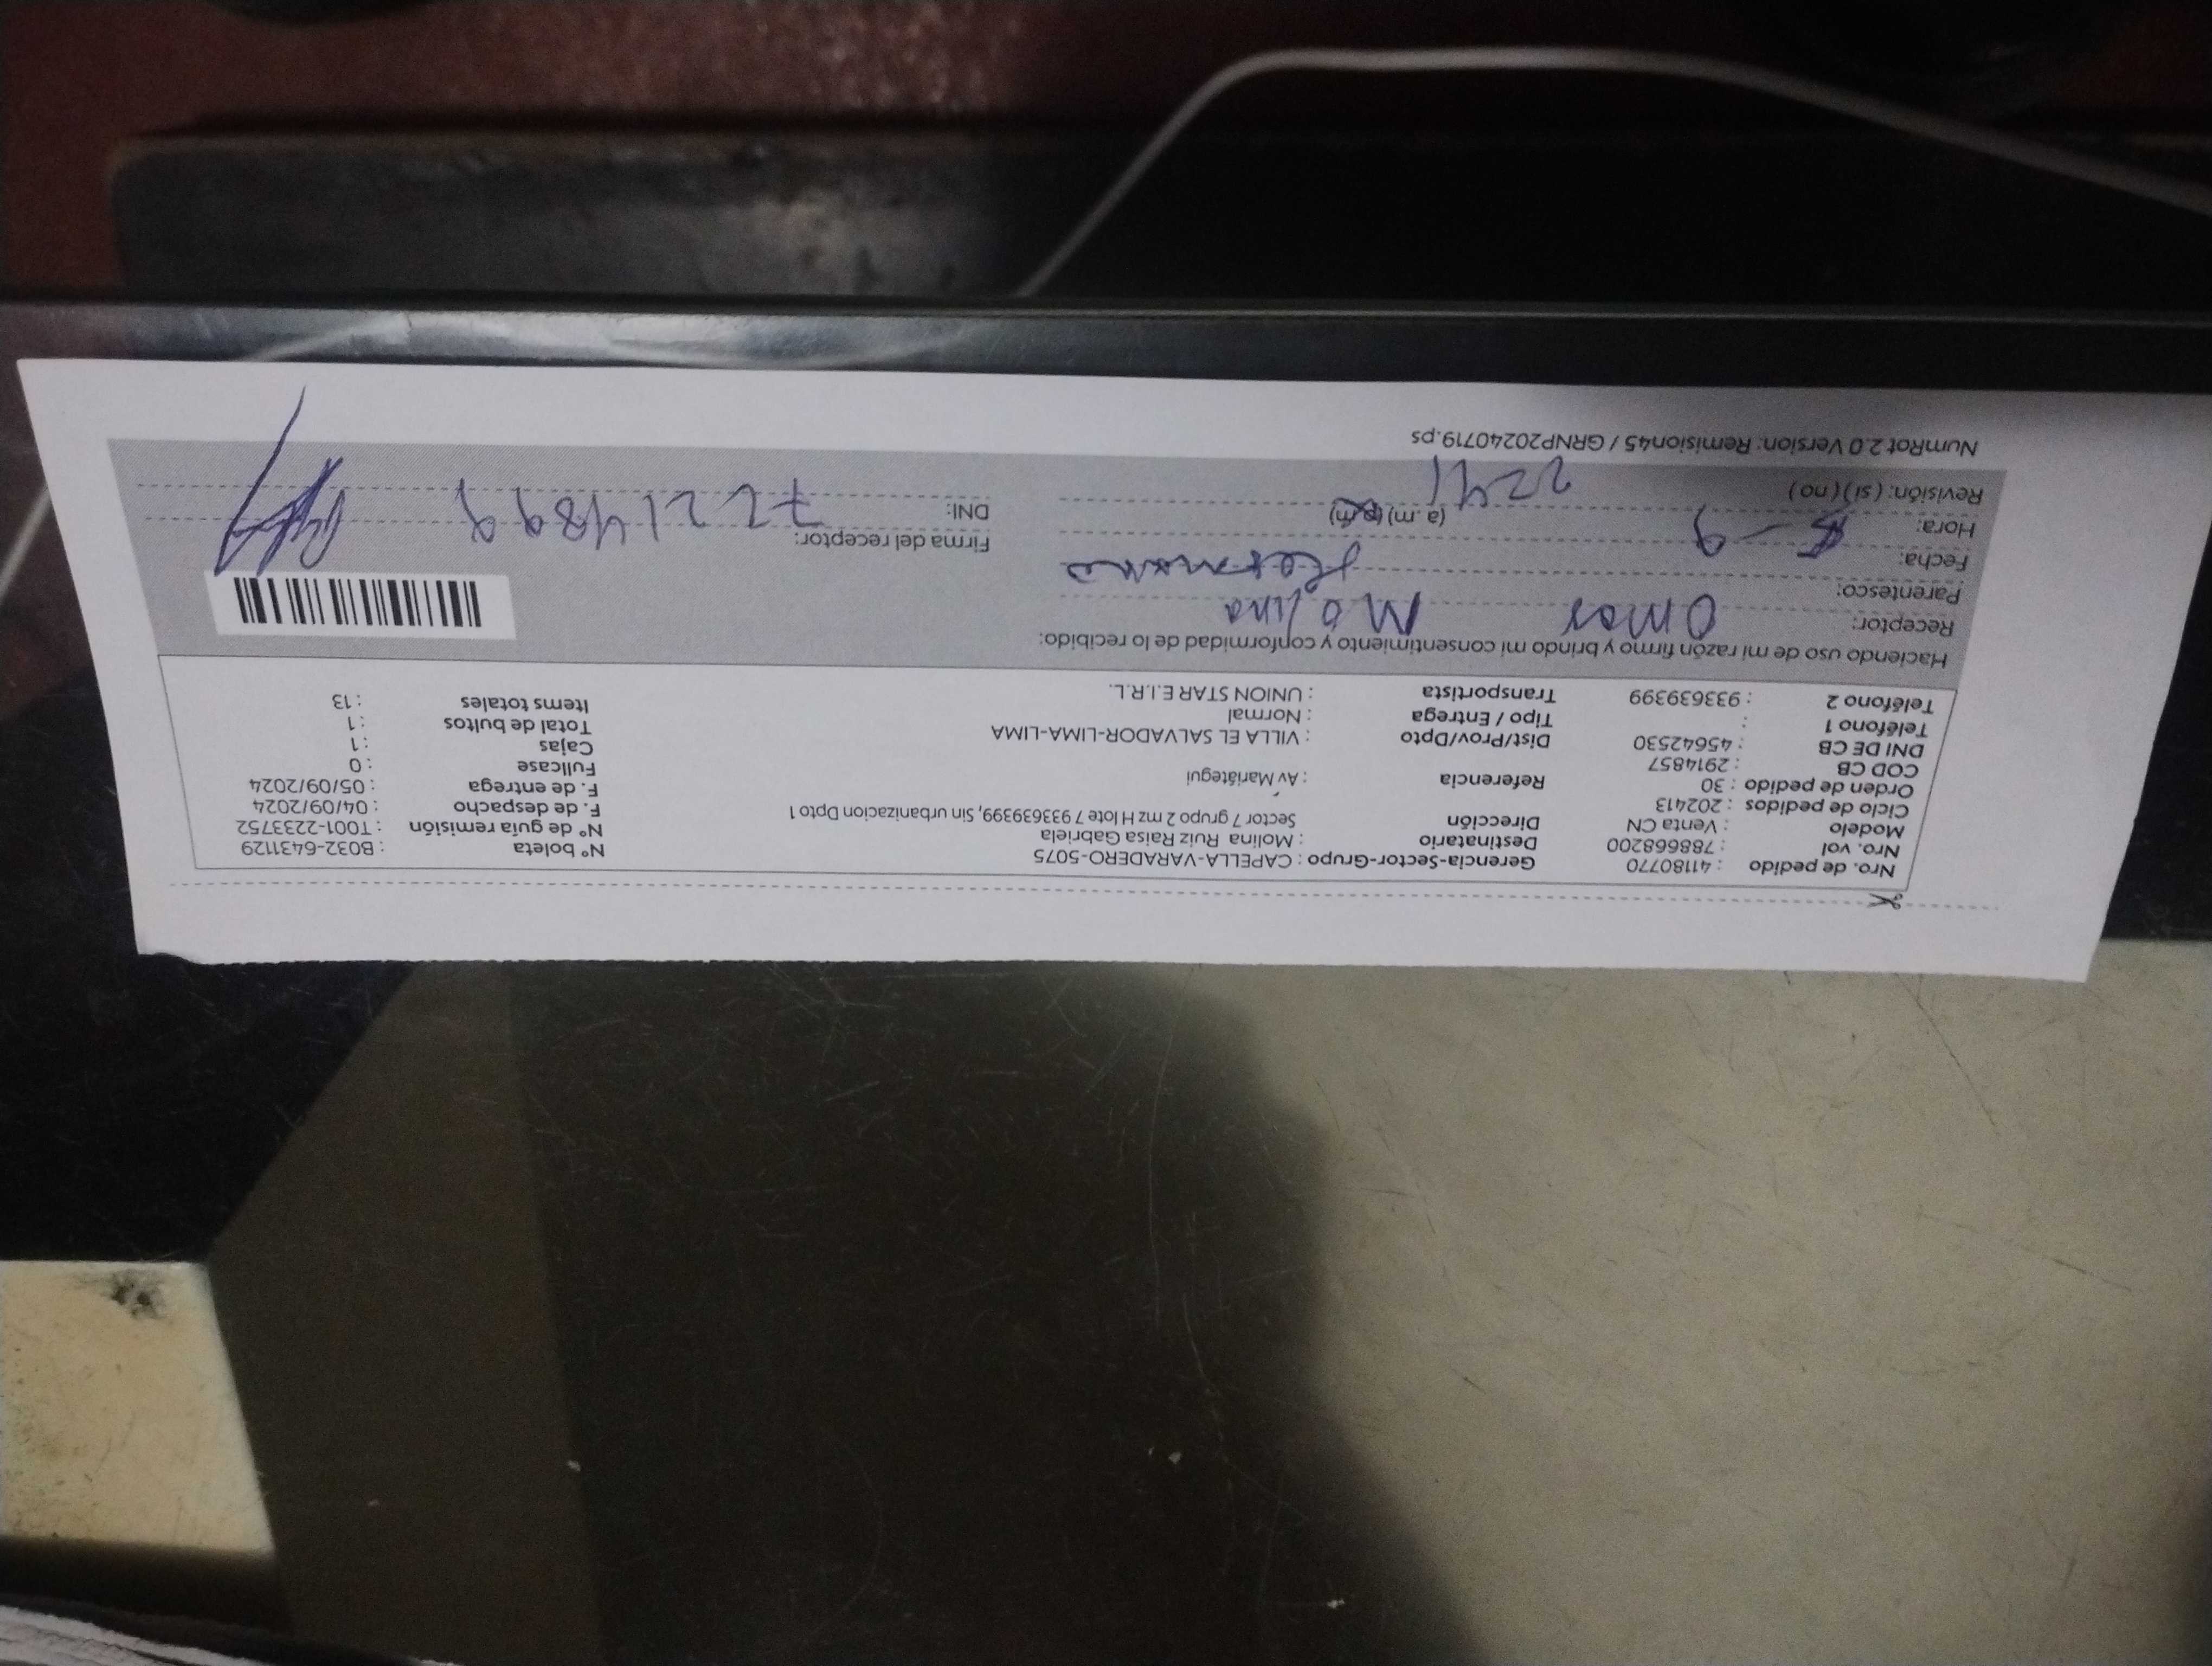 Nro. de pedido : 41180770 Gerencia-Sector-Grupo : CAPELLA-VARADERO-5075 N° boleta : B032-6431129
Nro. vol : 788668200 Destinatario : Molina Ruiz Raisa Gabriela N° de guía remisión : T001-2233752
Modelo : Venta CN Dirección Sector 7 grupo 2 mz H lote 7 933639399, Sin urbanizacion Dpto 1 F. de despacho : 04/09/2024
Ciclo de pedidos : 202413 F. de entrega : 05/09/2024
Orden de pedido : 30 Referencia : Av Mariátegui Fullcase : 0
COD CB : 2914857 Cajas : 1
DNI DE CB : 45642530 Dist/Prov/Dpto : VILLA EL SALVADOR-LIMA-LIMA Total de bultos : 1
Teléfono 1 : Tipo / Entrega : Normal Items totales : 13
Teléfono 2 : 933639399 Transportista : UNION STAR E.I.R.L.
Haciendo uso de mi razón firmo y brindo mi consentimiento y conformidad de lo recibido:
Receptor: Omar Molina
Parentesco: Hermano
Fecha: 5-9 Firma del receptor:
Hora: 2241 (a.m) (p.m) DNI: 72214899
Revisión: ( si ) ( no )
NumRot 2.0 Version: Remision45 / GRNP20240719.ps